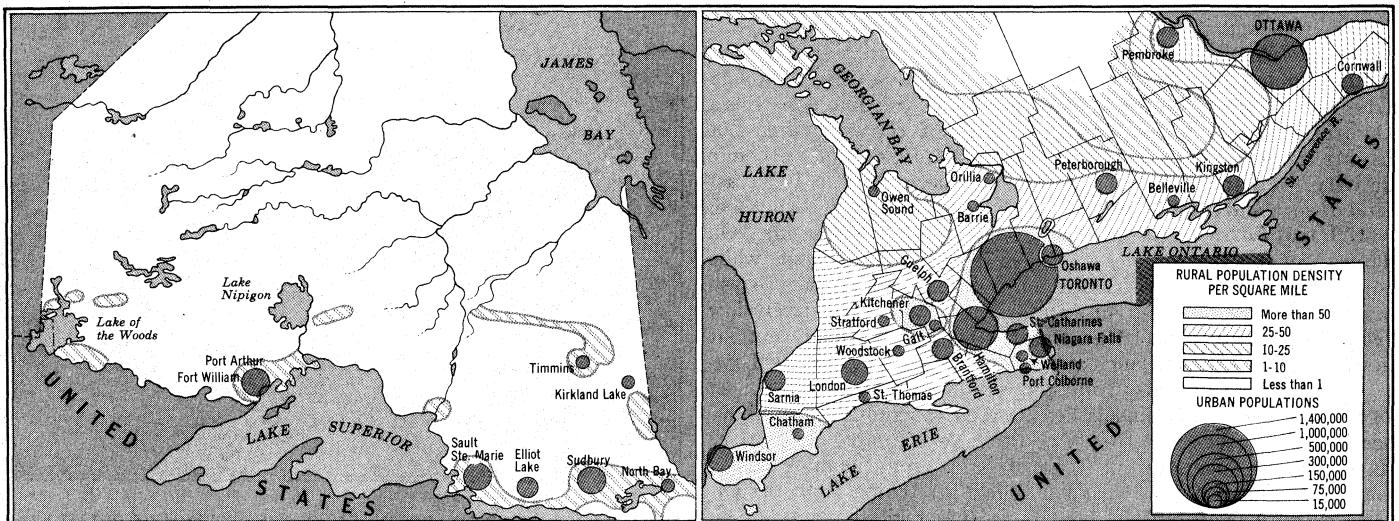 JAMES
BAY
Lake
Nipigon
Lake of
the Woods
Port Arthur
Fort William
Timmins
Kirkland Lake
LAKE SUPERIOR
Sault
Ste. Marie
Elliot
Lake
Sudbury
North Bay
UNITED
STATES
OTTAWA
Pembroke
Cornwall
GEORGIAN BAY
LAKE
HURON
Owen
Sound
Orillia
Barrie
Peterborough
Belleville
Kingston
St. Lawrence R.
STATES
LAKE ONTARIO
Oshawa
TORONTO
Guelph
Kitchener
Stratford
Galt
Woodstock
Hamilton
Brantford
St. Catharines
Niagara Falls
Welland
Port Colborne
London
St. Thomas
Sarnia
Chatham
Windsor
LAKE ERIE
UNITED
RURAL POPULATION DENSITY
PER SQUARE MILE
More than 50
25-50
10-25
1-10
Less than 1
URBAN POPULATIONS
1,400,000
1,000,000
500,000
300,000
150,000
75,000
15,000